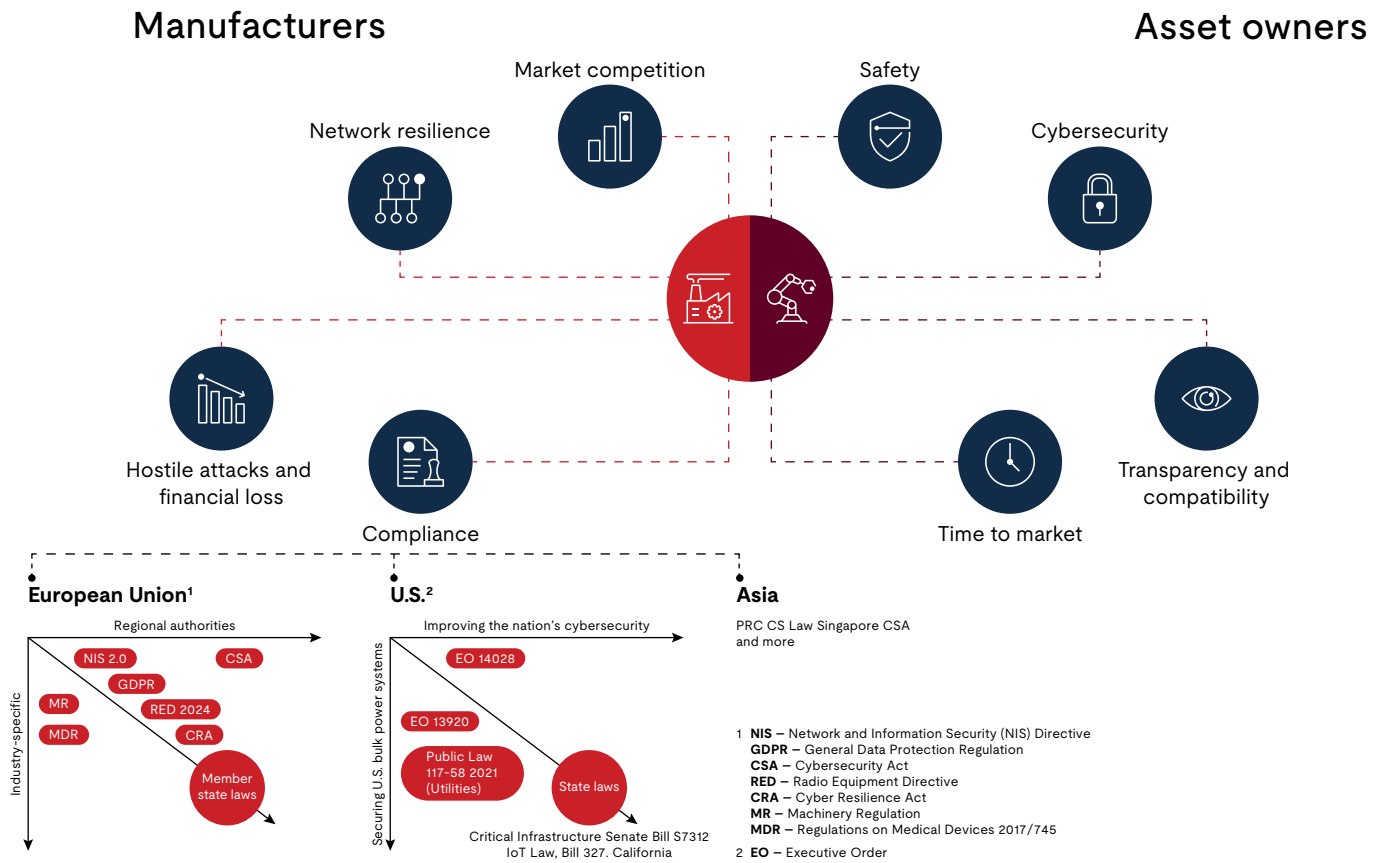 Manufacturers
Asset owners
Market competition
Safety
Network resilience
Cybersecurity
Hostile attacks and
financial loss
Transparency and
compatibility
Compliance
Time to market
European Union¹
Regional authorities
Industry-specific
NIS 2.0
CSA
GDPR
MR
RED 2024
MDR
CRA
Member
state laws
U.S.²
Improving the nation’s cybersecurity
Securing U.S. bulk power systems
EO 14028
EO 13920
Public Law
117-58 2021
(Utilities)
State laws
Critical Infrastructure Senate Bill S7312
IoT Law, Bill 327. California
Asia
PRC CS Law Singapore CSA
and more
1 NIS – Network and Information Security (NIS) Directive
GDPR – General Data Protection Regulation
CSA – Cybersecurity Act
RED – Radio Equipment Directive
CRA – Cyber Resilience Act
MR – Machinery Regulation
MDR – Regulations on Medical Devices 2017/745
2 EO – Executive Order